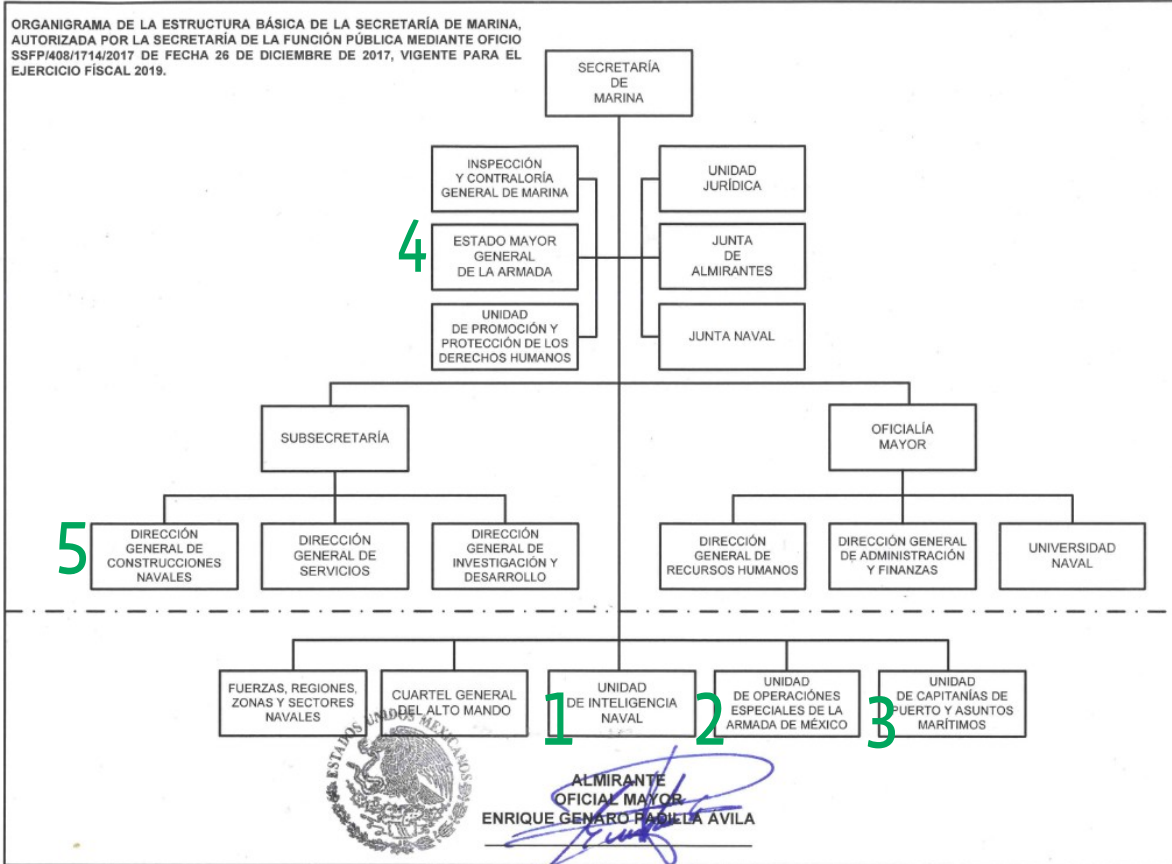 ORGANIGRAMA DE LA ESTRUCTURA BÁSICA DE LA SECRETARÍA DE MARINA,
AUTORIZADA POR LA SECRETARÍA DE LA FUNCIÓN PÚBLICA MEDIANTE OFICIO
SSFP/408/1714/2017 DE FECHA 26 DE DICIEMBRE DE 2017, VIGENTE PARA EL
EJERCICIO FÍSCAL 2019.
SECRETARÍA
DE
MARINA
INSPECCIÓN
Y CONTRALORÍA
GENERAL DE MARINA
UNIDAD
JURÍDICA
4
ESTADO MAYOR
GENERAL
DE LA ARMADA
JUNTA
DE
ALMIRANTES
UNIDAD
DE PROMOCIÓN Y
PROTECCIÓN DE LOS
DERECHOS HUMANOS
JUNTA NAVAL
SUBSECRETARÍA
OFICIALÍA
MAYOR
5
DIRECCIÓN
GENERAL DE
CONSTRUCCIONES
NAVALES
DIRECCIÓN
GENERAL DE
SERVICIOS
DIRECCIÓN
GENERAL DE
INVESTIGACIÓN Y
DESARROLLO
DIRECCIÓN
GENERAL DE
RECURSOS HUMANOS
DIRECCIÓN GENERAL
DE ADMINISTRACIÓN
Y FINANZAS
UNIVERSIDAD
NAVAL
FUERZAS, REGIONES,
ZONAS Y SECTORES
NAVALES
CUARTEL GENERAL
DEL ALTO MANDO
1
UNIDAD
DE INTELIGENCIA
NAVAL
2
UNIDAD
DE OPERACIÓNES
ESPECIALES DE LA
ARMADA DE MÉXICO
3
UNIDAD
DE CAPITANÍAS DE
PUERTO Y ASUNTOS
MARÍTIMOS
ESTADOS UNIDOS MEXICANOS
ALMIRANTE
OFICIAL MAYOR
ENRIQUE GENARO PADILLA AVILA